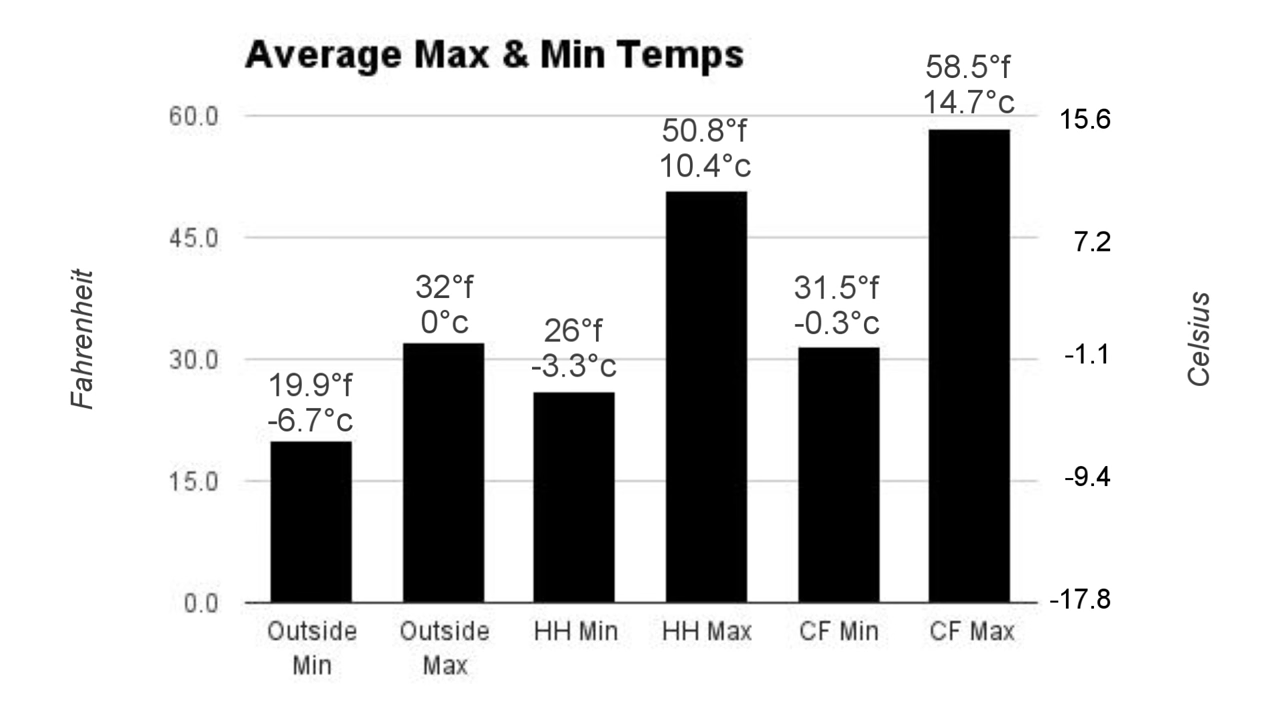 Average Max & Min Temps
58.5°f
14.7°c
60.0
15.6
50.8°f
10.4°c
45.0
7.2
32°f
0°c
31.5°f
-0.3°c
26°f
-3.3°c
30.0
-1.1
19.9°f
-6.7°c
15.0
-9.4
0.0
-17.8
Fahrenheit
Celsius
Outside
Min
Outside
Max
HH Min
HH Max
CF Min
CF Max